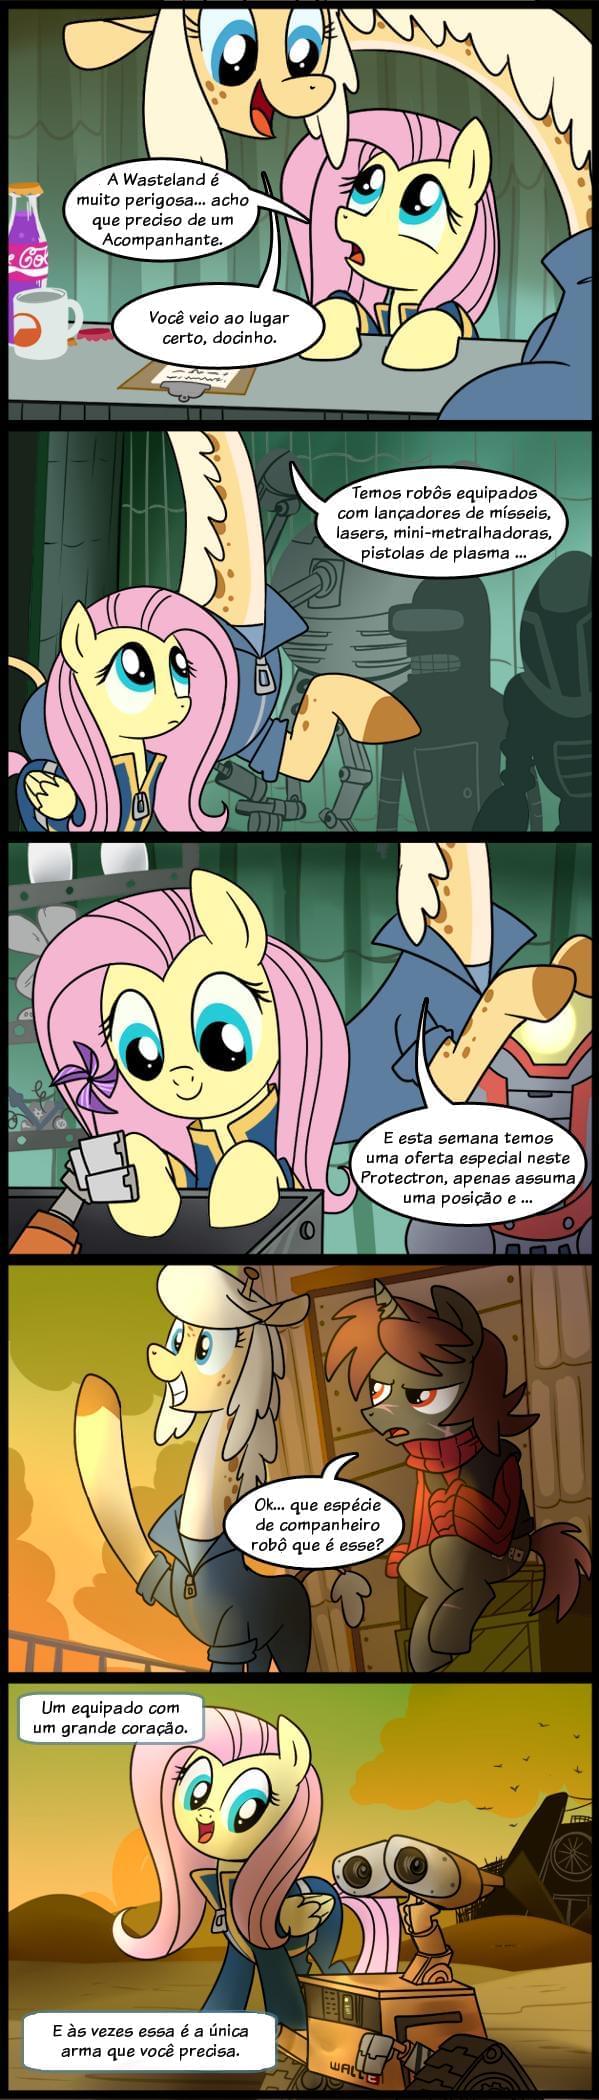 A Wasteland é
muito perigosa... acho
que preciso de um
Acompanhante.
Você veio ao lugar
certo, docinho.
Temos robôs equipados
com lançadores de mísseis,
lasers, mini-metralhadoras,
pistolas de plasma ...
E esta semana temos
uma oferta especial neste
Protectron, apenas assuma
uma posição e ...
Ok... que espécie
de companheiro
robô que é esse?
Um equipado com
um grande coração.
E às vezes essa é a única
arma que você precisa.
WALL·E